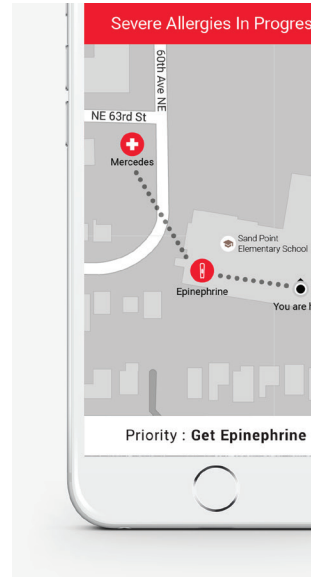 Severe Allergies In Progres
60th Ave NE
NE 63rd St
Mercedes
Sand Point
Elementary School
Epinephrine
You are h
Priority : Get Epinephrine